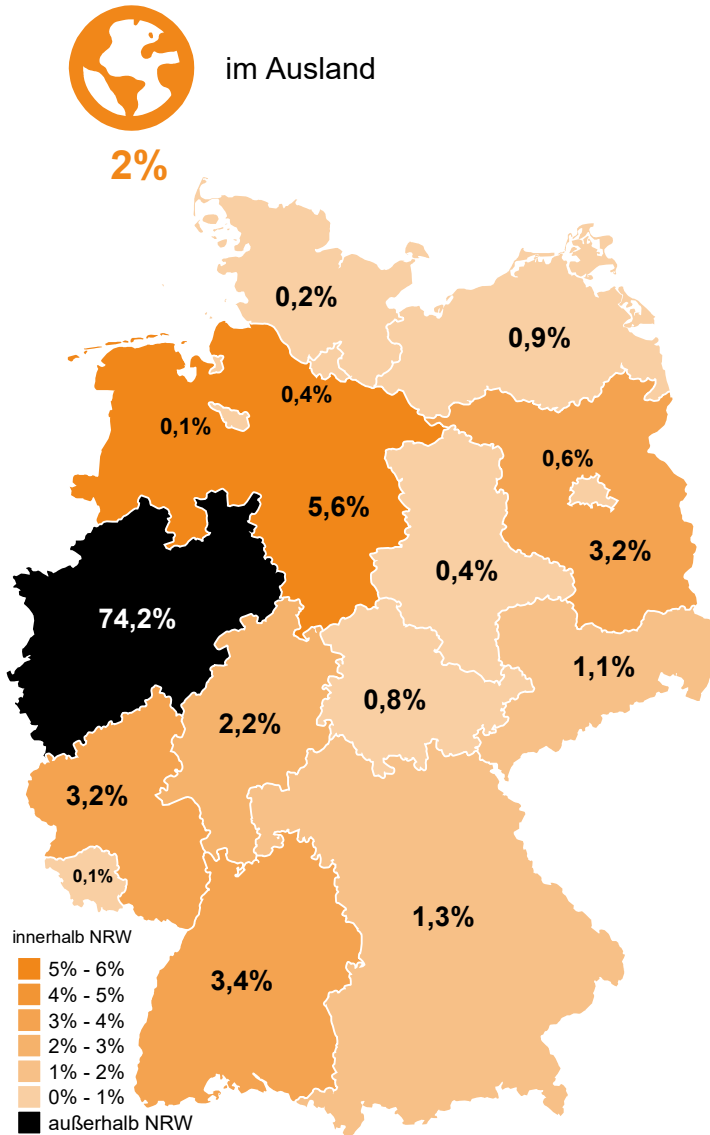 im Ausland
2%
0,2%
0,9%
0,4%
0,1%
0,6%
5,6%
3,2%
0,4%
74,2%
1,1%
0,8%
2,2%
3,2%
0,1%
1,3%
3,4%
innerhalb NRW
5% - 6%
4% - 5%
3% - 4%
2% - 3%
1% - 2%
0% - 1%
außerhalb NRW